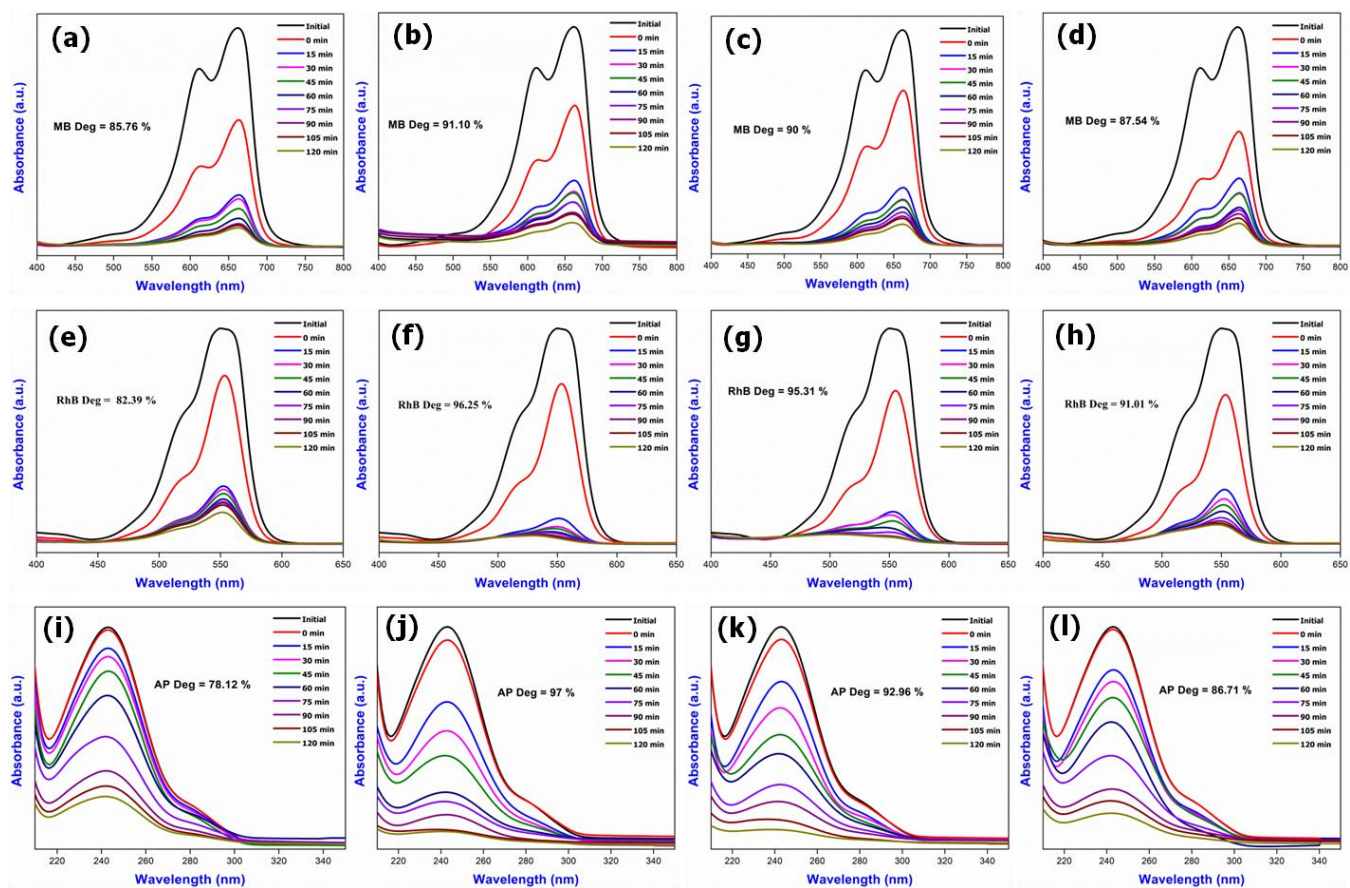 (a)
Initial
0 min
15 min
30 min
45 min
60 min
75 min
90 min
105 min
120 min
MB Deg = 85.76 %
Absorbance (a.u.)
400 450 500 550 600 650 700 750 800
Wavelength (nm)
(b)
Initial
0 min
15 min
30 min
45 min
60 min
75 min
90 min
105 min
120 min
MB Deg = 91.10 %
Absorbance (a.u.)
400 450 500 550 600 650 700 750 800
Wavelength (nm)
(c)
Initial
0 min
15 min
30 min
45 min
60 min
75 min
90 min
105 min
120 min
MB Deg = 90 %
Absorbance (a.u.)
400 450 500 550 600 650 700 750 800
Wavelength (nm)
(d)
Initial
0 min
15 min
30 min
45 min
60 min
75 min
90 min
105 min
120 min
MB Deg = 87.54 %
Absorbance (a.u.)
400 450 500 550 600 650 700 750 800
Wavelength (nm)
(e)
Initial
0 min
15 min
30 min
45 min
60 min
75 min
90 min
105 min
120 min
RhB Deg = 82.39 %
Absorbance (a.u.)
400 450 500 550 600 650
Wavelength (nm)
(f)
Initial
0 min
15 min
30 min
45 min
60 min
75 min
90 min
105 min
120 min
RhB Deg = 96.25 %
Absorbance (a.u.)
400 450 500 550 600 650
Wavelength (nm)
(g)
Initial
0 min
15 min
30 min
45 min
60 min
75 min
90 min
105 min
120 min
RhB Deg = 95.31 %
Absorbance (a.u.)
400 450 500 550 600 650
Wavelength (nm)
(h)
Initial
0 min
15 min
30 min
45 min
60 min
75 min
90 min
105 min
120 min
RhB Deg = 91.01 %
Absorbance (a.u.)
400 450 500 550 600 650
Wavelength (nm)
(i)
Initial
0 min
15 min
30 min
45 min
60 min
75 min
90 min
105 min
120 min
AP Deg = 78.12 %
Absorbance (a.u.)
220 240 260 280 300 320 340
Wavelength (nm)
(j)
Initial
0 min
15 min
30 min
45 min
60 min
75 min
90 min
105 min
120 min
AP Deg = 97 %
Absorbance (a.u.)
220 240 260 280 300 320 340
Wavelength (nm)
(k)
Initial
0 min
15 min
30 min
45 min
60 min
75 min
90 min
105 min
120 min
AP Deg = 92.96 %
Absorbance (a.u.)
220 240 260 280 300 320 340
Wavelength (nm)
(l)
Initial
0 min
15 min
30 min
45 min
60 min
75 min
90 min
105 min
120 min
AP Deg = 86.71 %
Absorbance (a.u.)
220 240 260 280 300 320 340
Wavelength (nm)